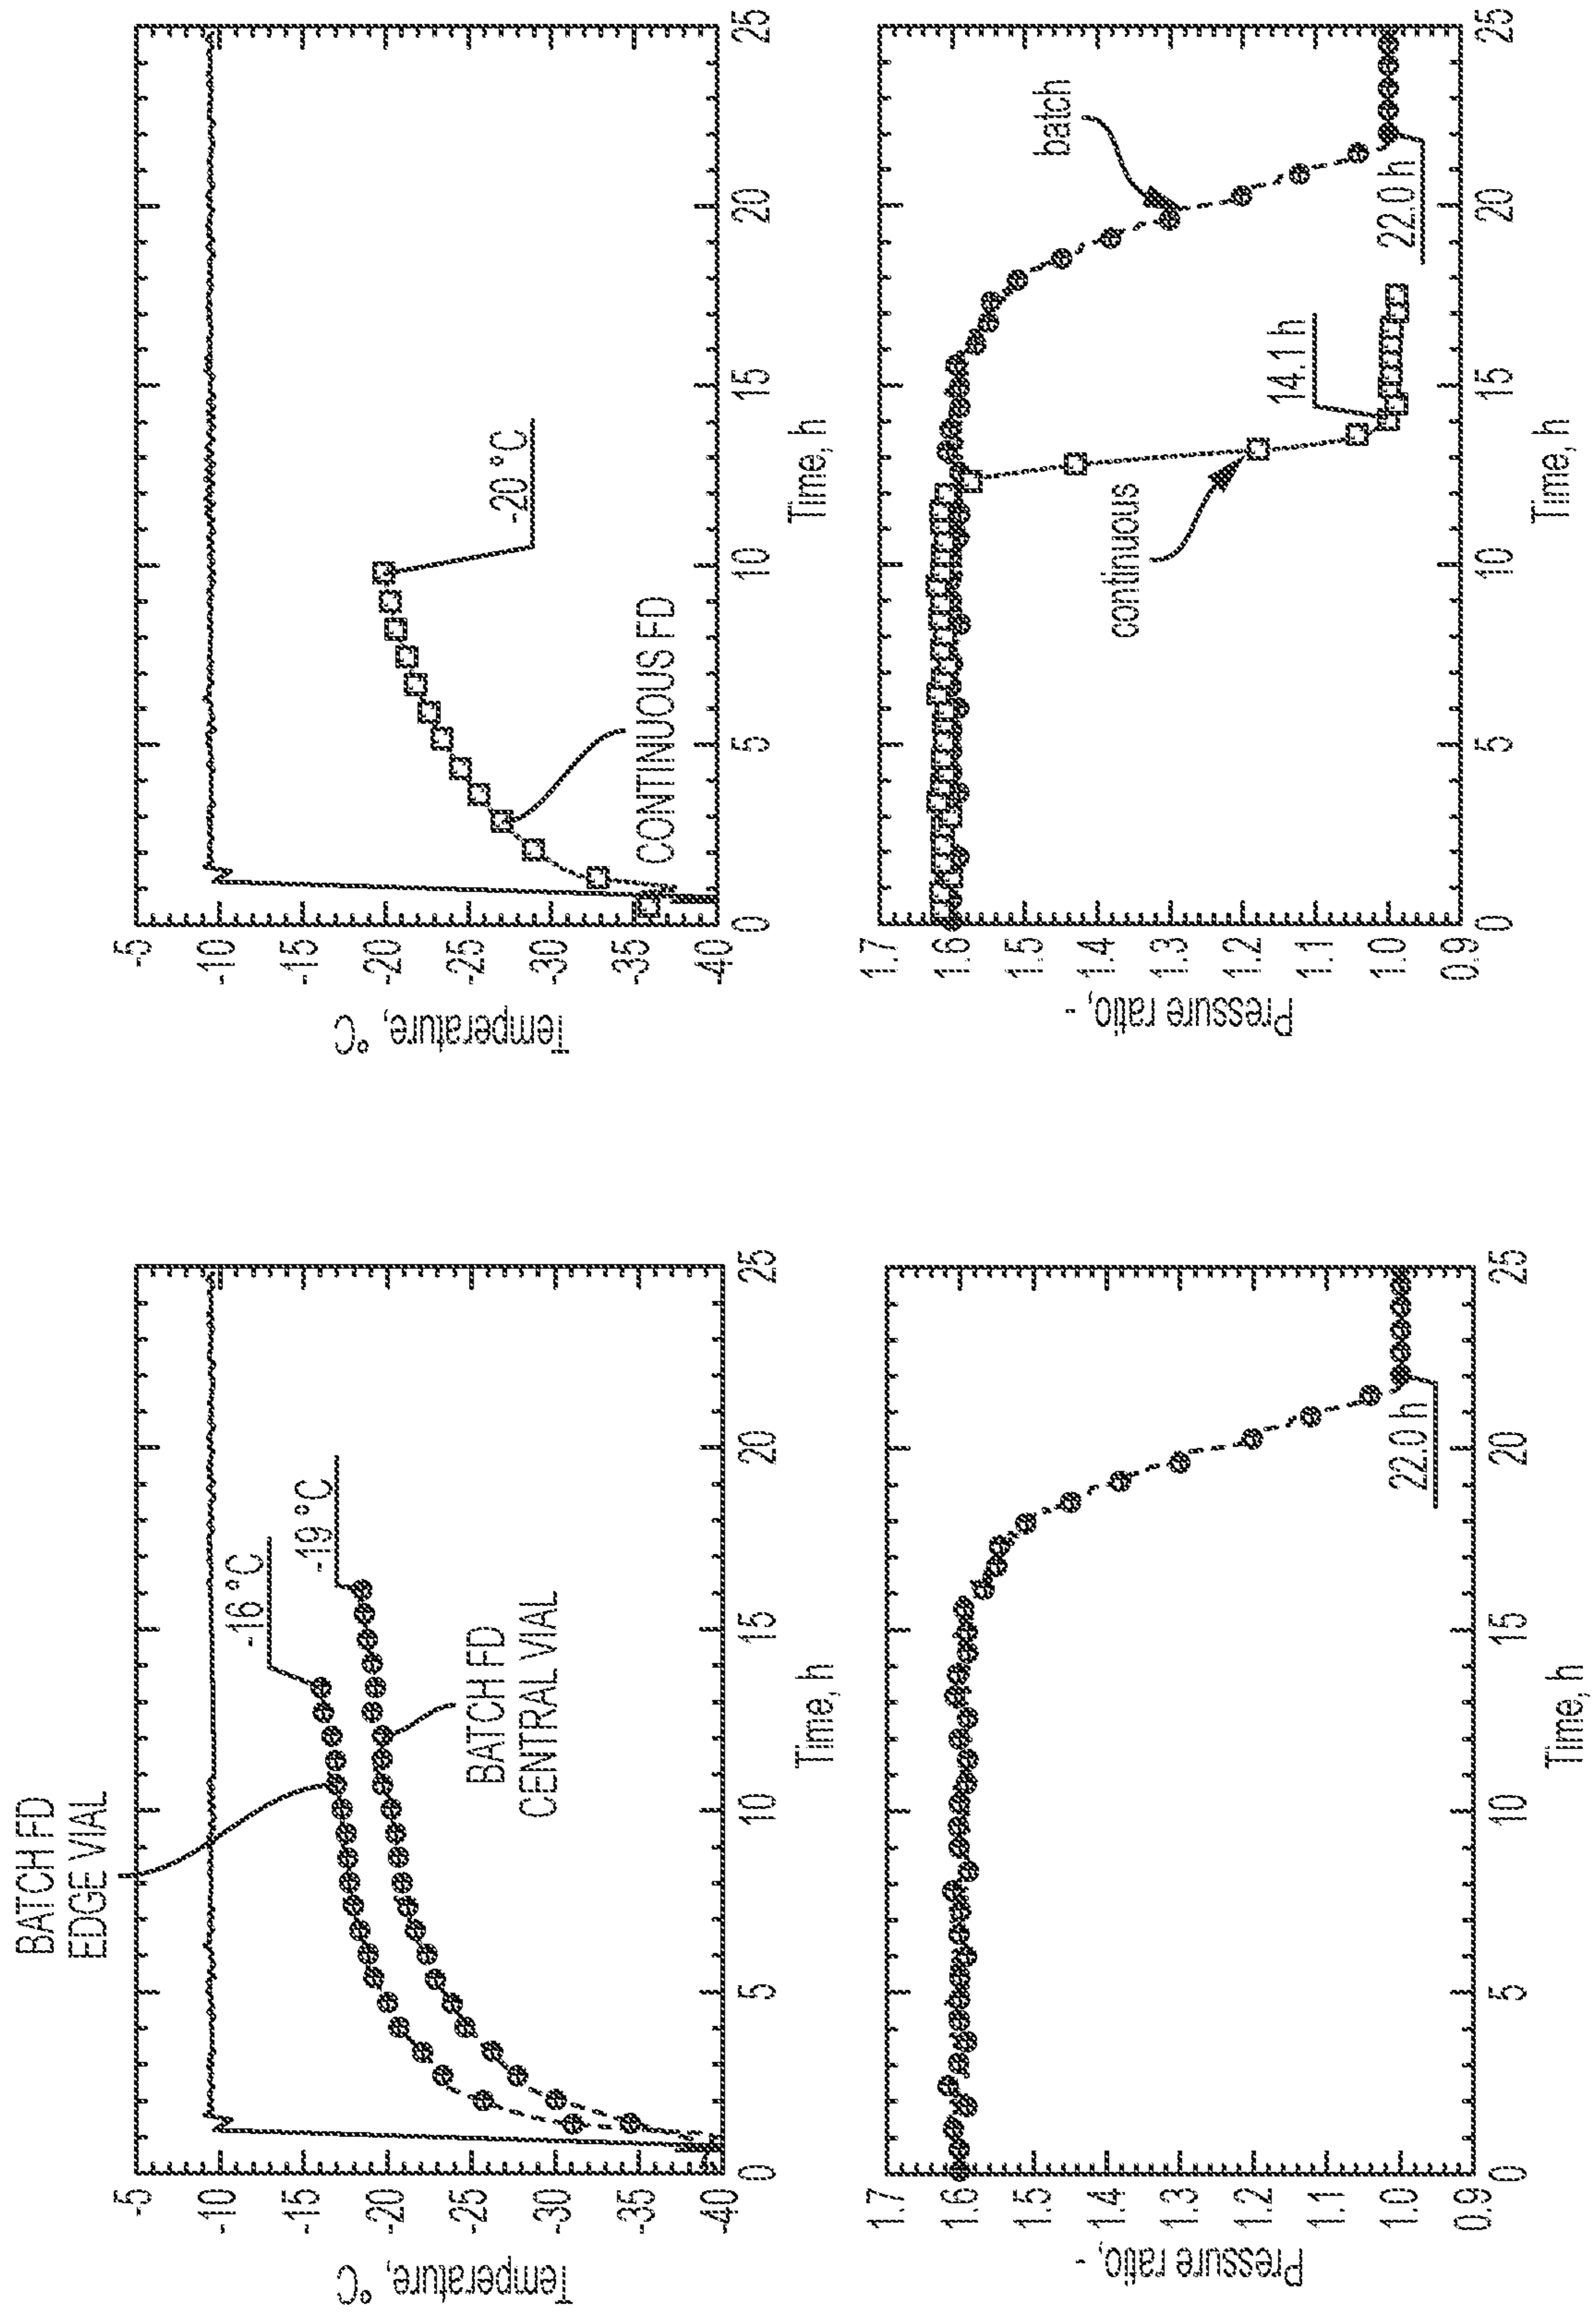 BATCH FD
EDGE VIAL
-16 °C
-19 °C
BATCH FD
CENTRAL VIAL
Temperature, °C
-5
-10
-15
-20
-25
-30
-35
-40
0
5
10
15
20
25
Time, h
Pressure ratio, -
1.7
1.6
1.5
1.4
1.3
1.2
1.1
1.0
0.9
22.0 h
0
5
10
15
20
25
Time, h
Temperature, °C
-5
-10
-15
-20
-25
-30
-35
-40
-20 °C
CONTINUOUS FD
0
5
10
15
20
25
Time, h
Pressure ratio, -
1.7
1.6
1.5
1.4
1.3
1.2
1.1
1.0
0.9
batch
continuous
14.1 h
22.0 h
0
5
10
15
20
25
Time, h